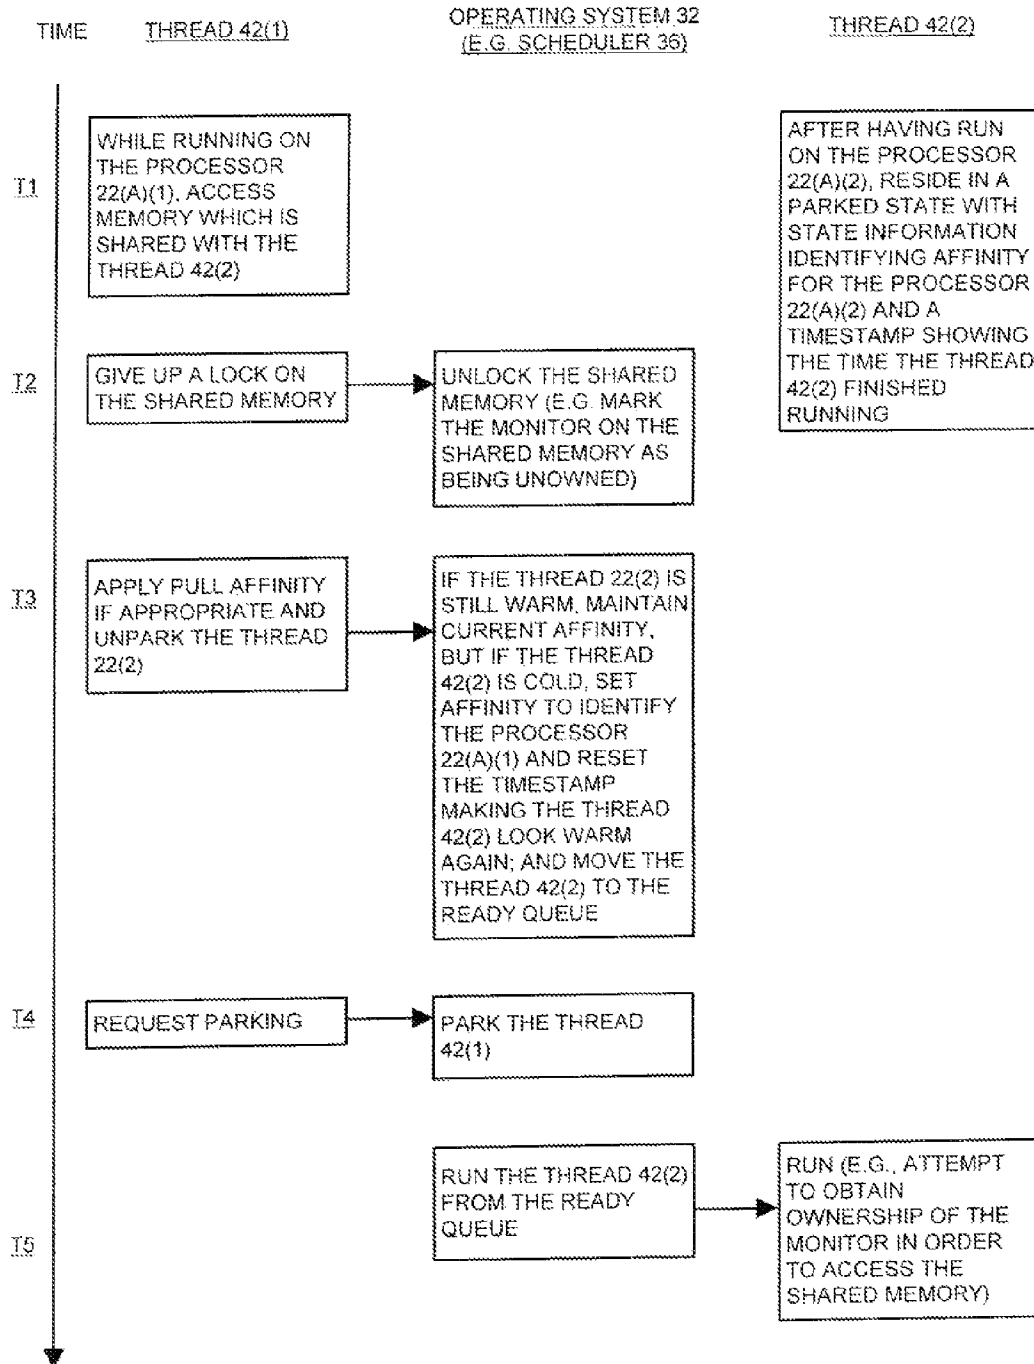 TIME
THREAD 42(1)
OPERATING SYSTEM 32
(E.G. SCHEDULER 36)
THREAD 42(2)
T1
WHILE RUNNING ON
THE PROCESSOR
22(A)(1), ACCESS
MEMORY WHICH IS
SHARED WITH THE
THREAD 42(2)
AFTER HAVING RUN
ON THE PROCESSOR
22(A)(2), RESIDE IN A
PARKED STATE WITH
STATE INFORMATION
IDENTIFYING AFFINITY
FOR THE PROCESSOR
22(A)(2) AND A
TIMESTAMP SHOWING
THE TIME THE THREAD
42(2) FINISHED
RUNNING
T2
GIVE UP A LOCK ON
THE SHARED MEMORY
UNLOCK THE SHARED
MEMORY (E.G. MARK
THE MONITOR ON THE
SHARED MEMORY AS
BEING UNOWNED)
T3
APPLY PULL AFFINITY
IF APPROPRIATE AND
UNPARK THE THREAD
22(2)
IF THE THREAD 22(2) IS
STILL WARM, MAINTAIN
CURRENT AFFINITY,
BUT IF THE THREAD
42(2) IS COLD, SET
AFFINITY TO IDENTIFY
THE PROCESSOR
22(A)(1) AND RESET
THE TIMESTAMP
MAKING THE THREAD
42(2) LOOK WARM
AGAIN; AND MOVE THE
THREAD 42(2) TO THE
READY QUEUE
T4
REQUEST PARKING
PARK THE THREAD
42(1)
T5
RUN THE THREAD 42(2)
FROM THE READY
QUEUE
RUN (E.G., ATTEMPT
TO OBTAIN
OWNERSHIP OF THE
MONITOR IN ORDER
TO ACCESS THE
SHARED MEMORY)